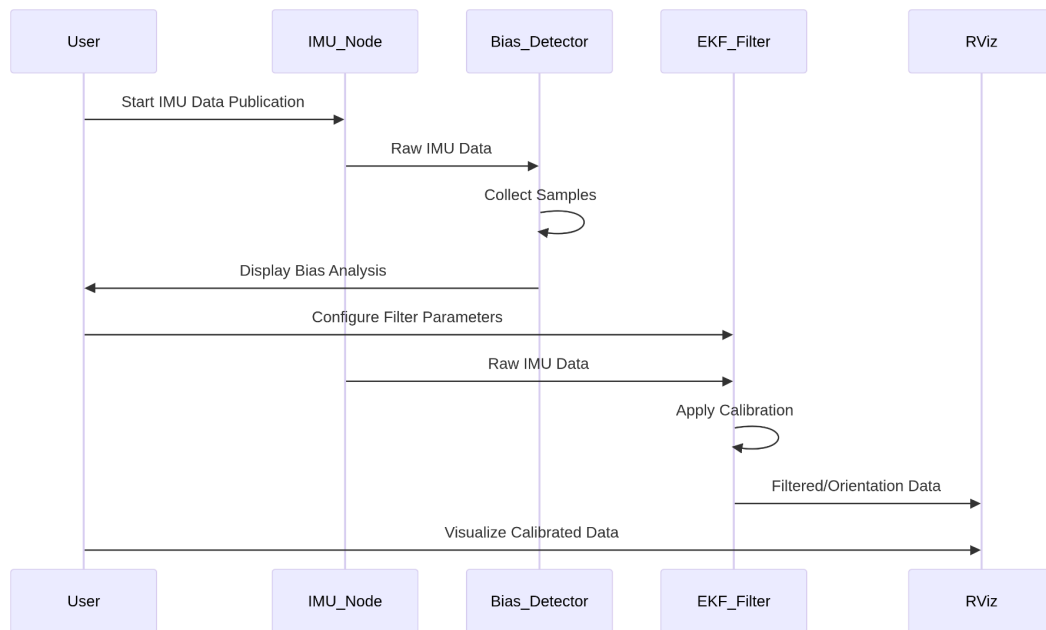 User
IMU_Node
Bias_Detector
EKF_Filter
RViz
Start IMU Data Publication
Raw IMU Data
Collect Samples
Display Bias Analysis
Configure Filter Parameters
Raw IMU Data
Apply Calibration
Filtered/Orientation Data
Visualize Calibrated Data
User
IMU_Node
Bias_Detector
EKF_Filter
RViz